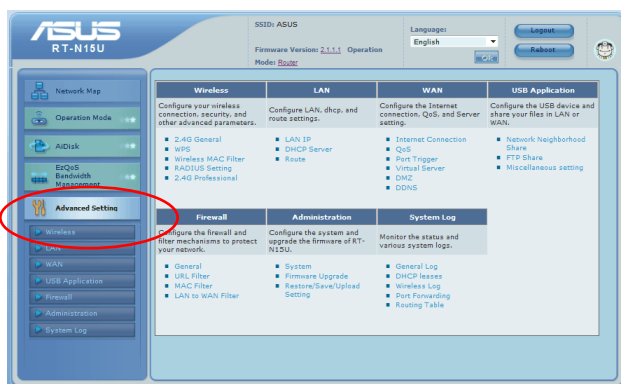 ASUS
RT-N15U
SSID: ASUS
Firmware Version: 2.1.1.1 Operation
Mode: Router
Language:
English
OK
Logout
Reboot
Network Map
Operation Mode
AiDisk
EzQoS
Bandwidth
Management
Advanced Setting
Wireless
LAN
WAN
USB Application
Firewall
Administration
System Log
Wireless
Configure your wireless
connection, security, and
other advanced parameters.
2.4G General
WPS
Wireless MAC Filter
RADIUS Setting
2.4G Professional
LAN
Configure LAN, dhcp, and
route settings.
LAN IP
DHCP Server
Route
WAN
Configure the Internet
connection, QoS, and Server
setting.
Internet Connection
QoS
Port Trigger
Virtual Server
DMZ
DDNS
USB Application
Configure the USB device and
share your files in LAN or
WAN.
Network Neighborhood
Share
FTP Share
Miscellaneous setting
Firewall
Configure the firewall and
filter mechanisms to protect
your network.
General
URL Filter
MAC Filter
LAN to WAN Filter
Administration
Configure the system and
upgrade the firmware of RT-
N15U.
System
Firmware Upgrade
Restore/Save/Upload
Setting
System Log
Monitor the status and
various system logs.
General Log
DHCP leases
Wireless Log
Port Forwarding
Routing Table